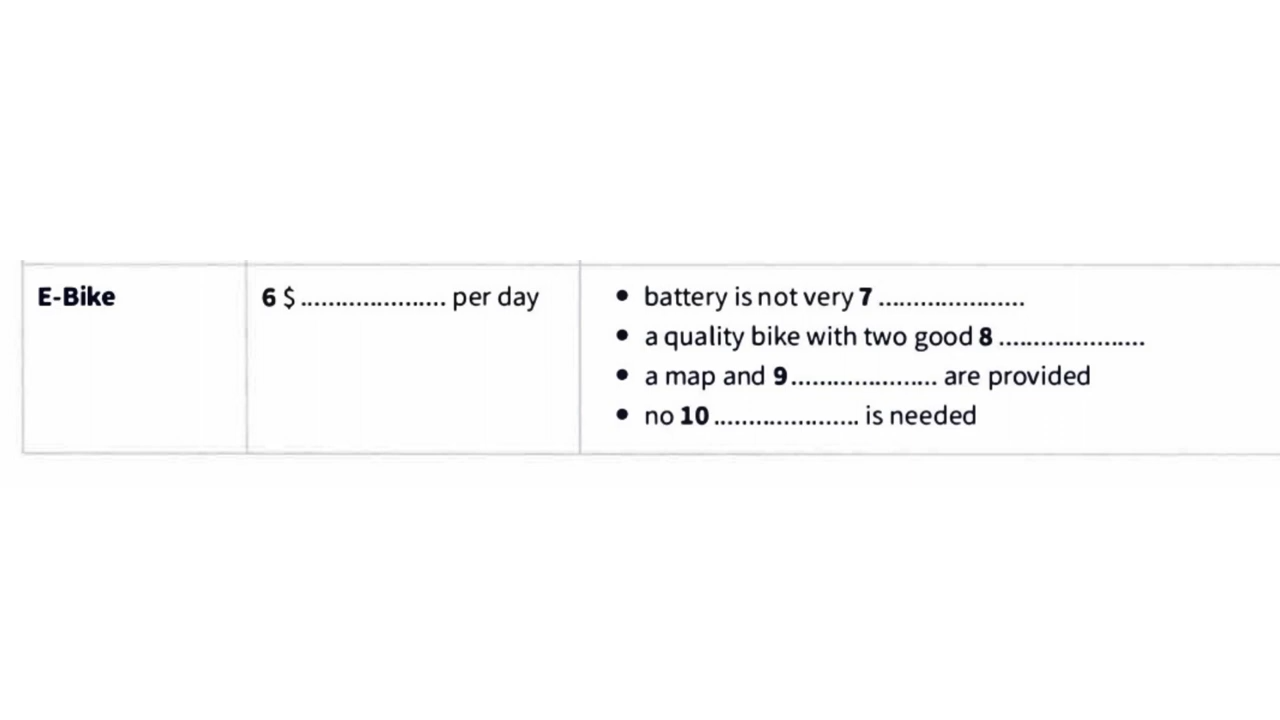 E-Bike
6 $ ..................... per day
• battery is not very 7 .....................
• a quality bike with two good 8 .....................
• a map and 9..................... are provided
• no 10 ..................... is needed